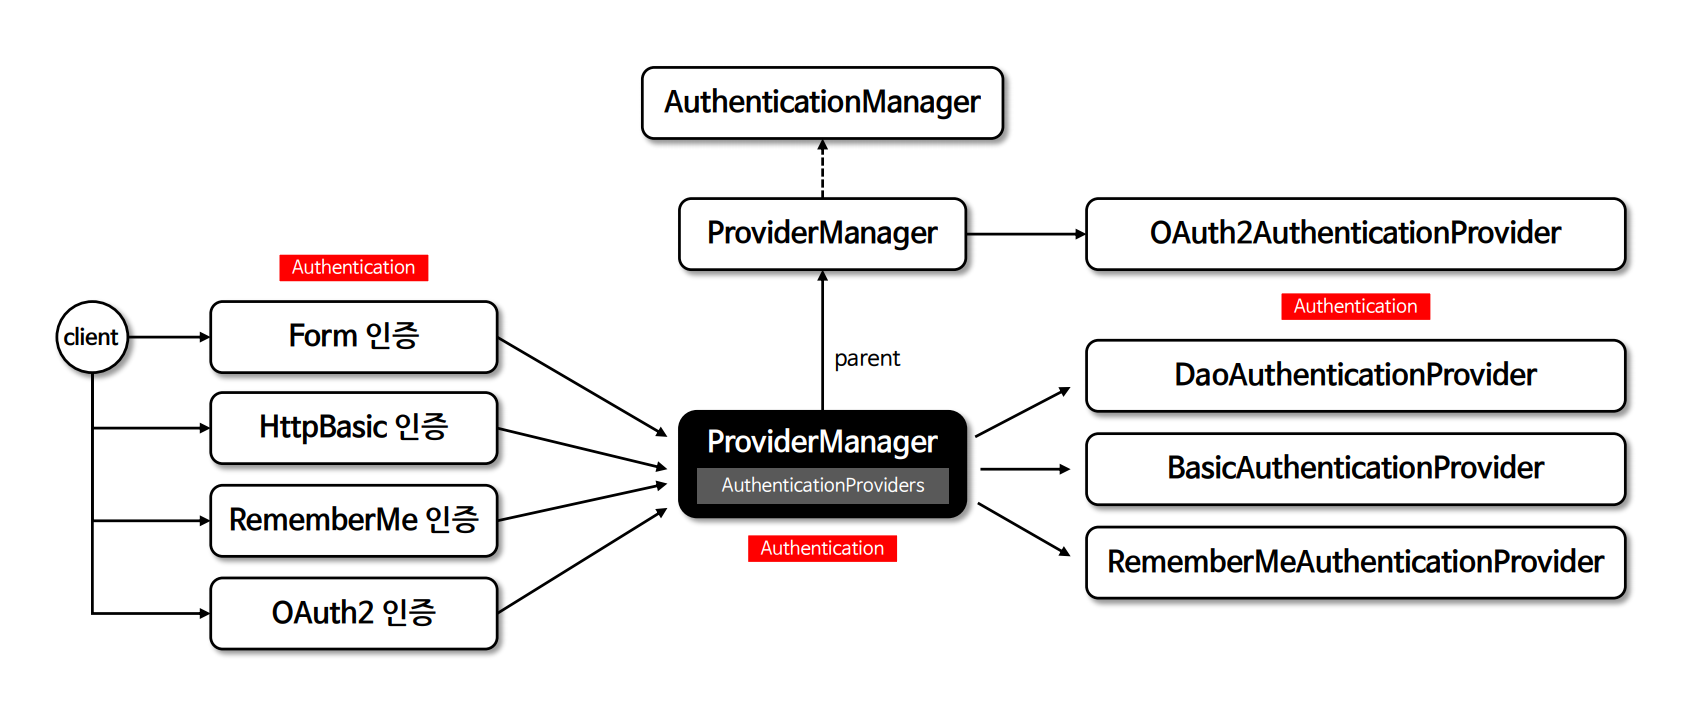 AuthenticationManager
ProviderManager
OAuth2AuthenticationProvider
Authentication
Authentication
client
Form 인증
parent
DaoAuthenticationProvider
HttpBasic 인증
ProviderManager
AuthenticationProviders
BasicAuthenticationProvider
RememberMe 인증
Authentication
RememberMeAuthenticationProvider
OAuth2 인증